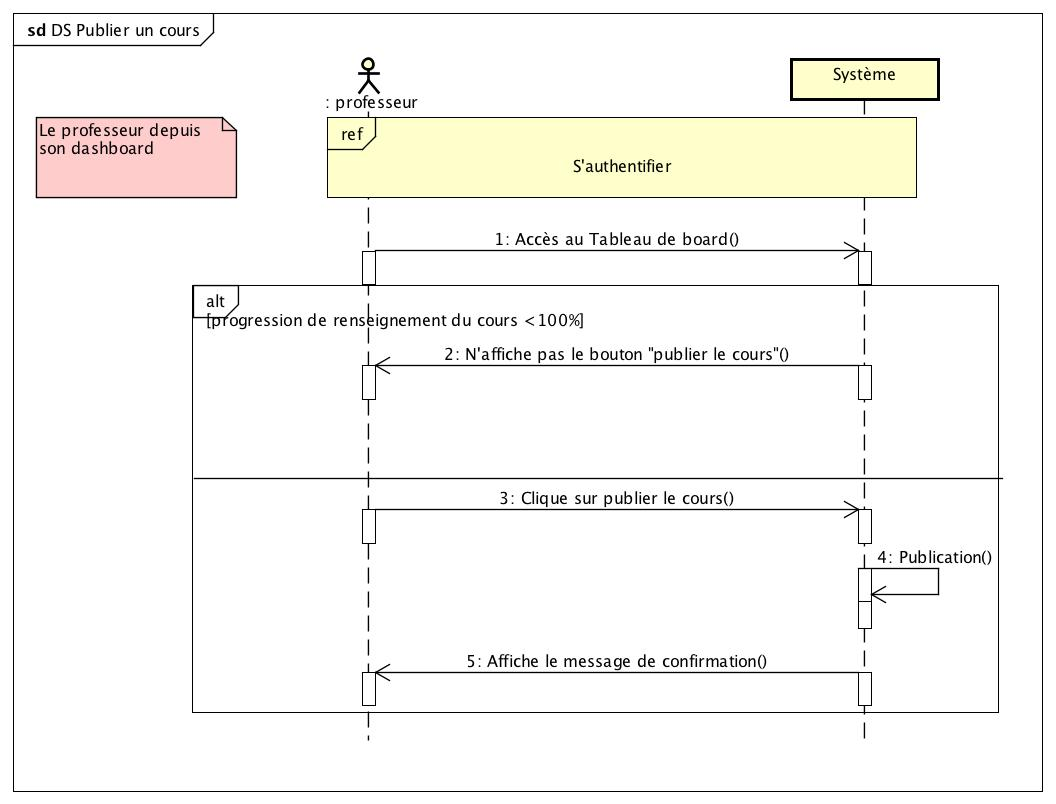 sd DS Publier un cours
: professeur
Système
Le professeur depuis
son dashboard
ref
S'authentifier
1: Accès au Tableau de board()
alt
[progression de renseignement du cours <100%]
2: N'affiche pas le bouton "publier le cours"()
3: Clique sur publier le cours()
4: Publication()
5: Affiche le message de confirmation()